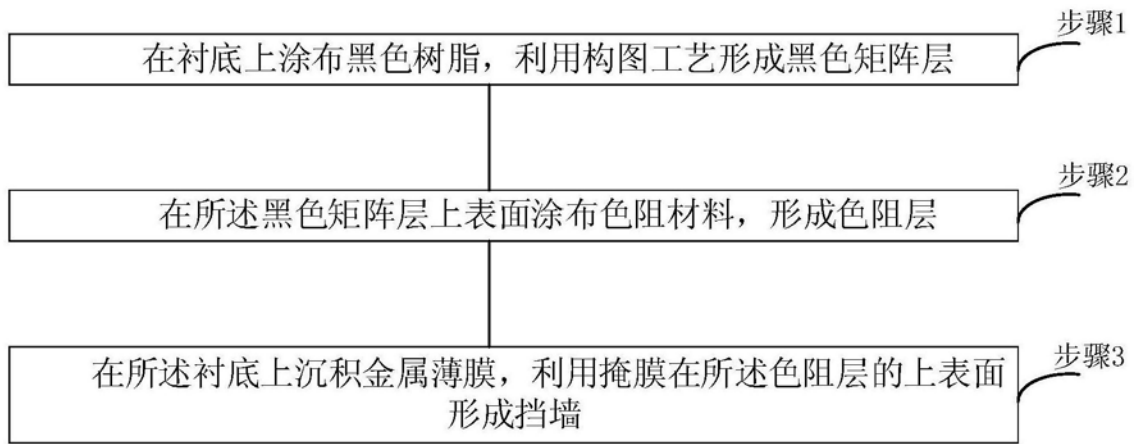 步骤1
在衬底上涂布黑色树脂，利用构图工艺形成黑色矩阵层
步骤2
在所述黑色矩阵层上表面涂布色阻材料，形成色阻层
步骤3
在所述衬底上沉积金属薄膜，利用掩膜在所述色阻层的上表面
形成挡墙